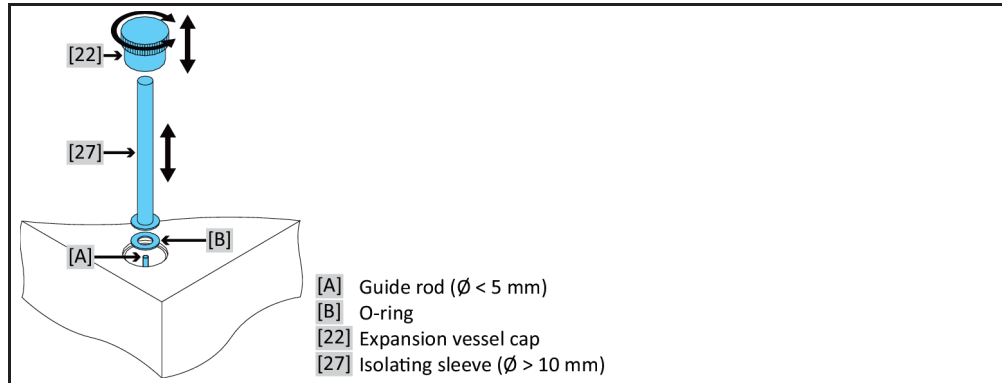 [22]
[27]
[B]
[A]
[A] Guide rod (Ø < 5 mm)
[B] O-ring
[22] Expansion vessel cap
[27] Isolating sleeve (Ø > 10 mm)